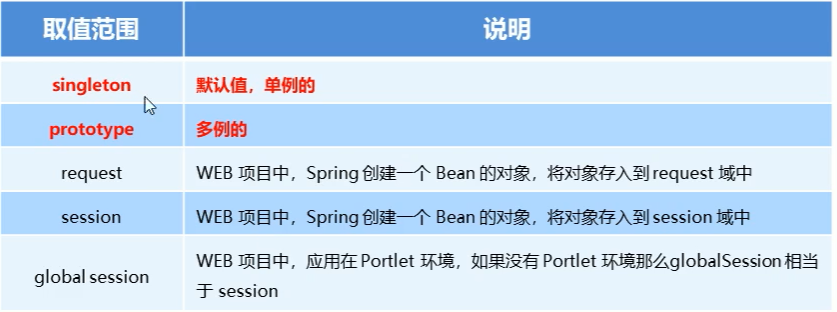 取值范围 说明
singleton 默认值，单例的
prototype 多例的
request WEB 项目中，Spring 创建一个 Bean 的对象，将对象存入到 request 域中
session WEB 项目中，Spring 创建一个 Bean 的对象，将对象存入到 session 域中
global session WEB 项目中，应用在 Portlet 环境，如果没有 Portlet 环境那么globalSession 相当
于 session